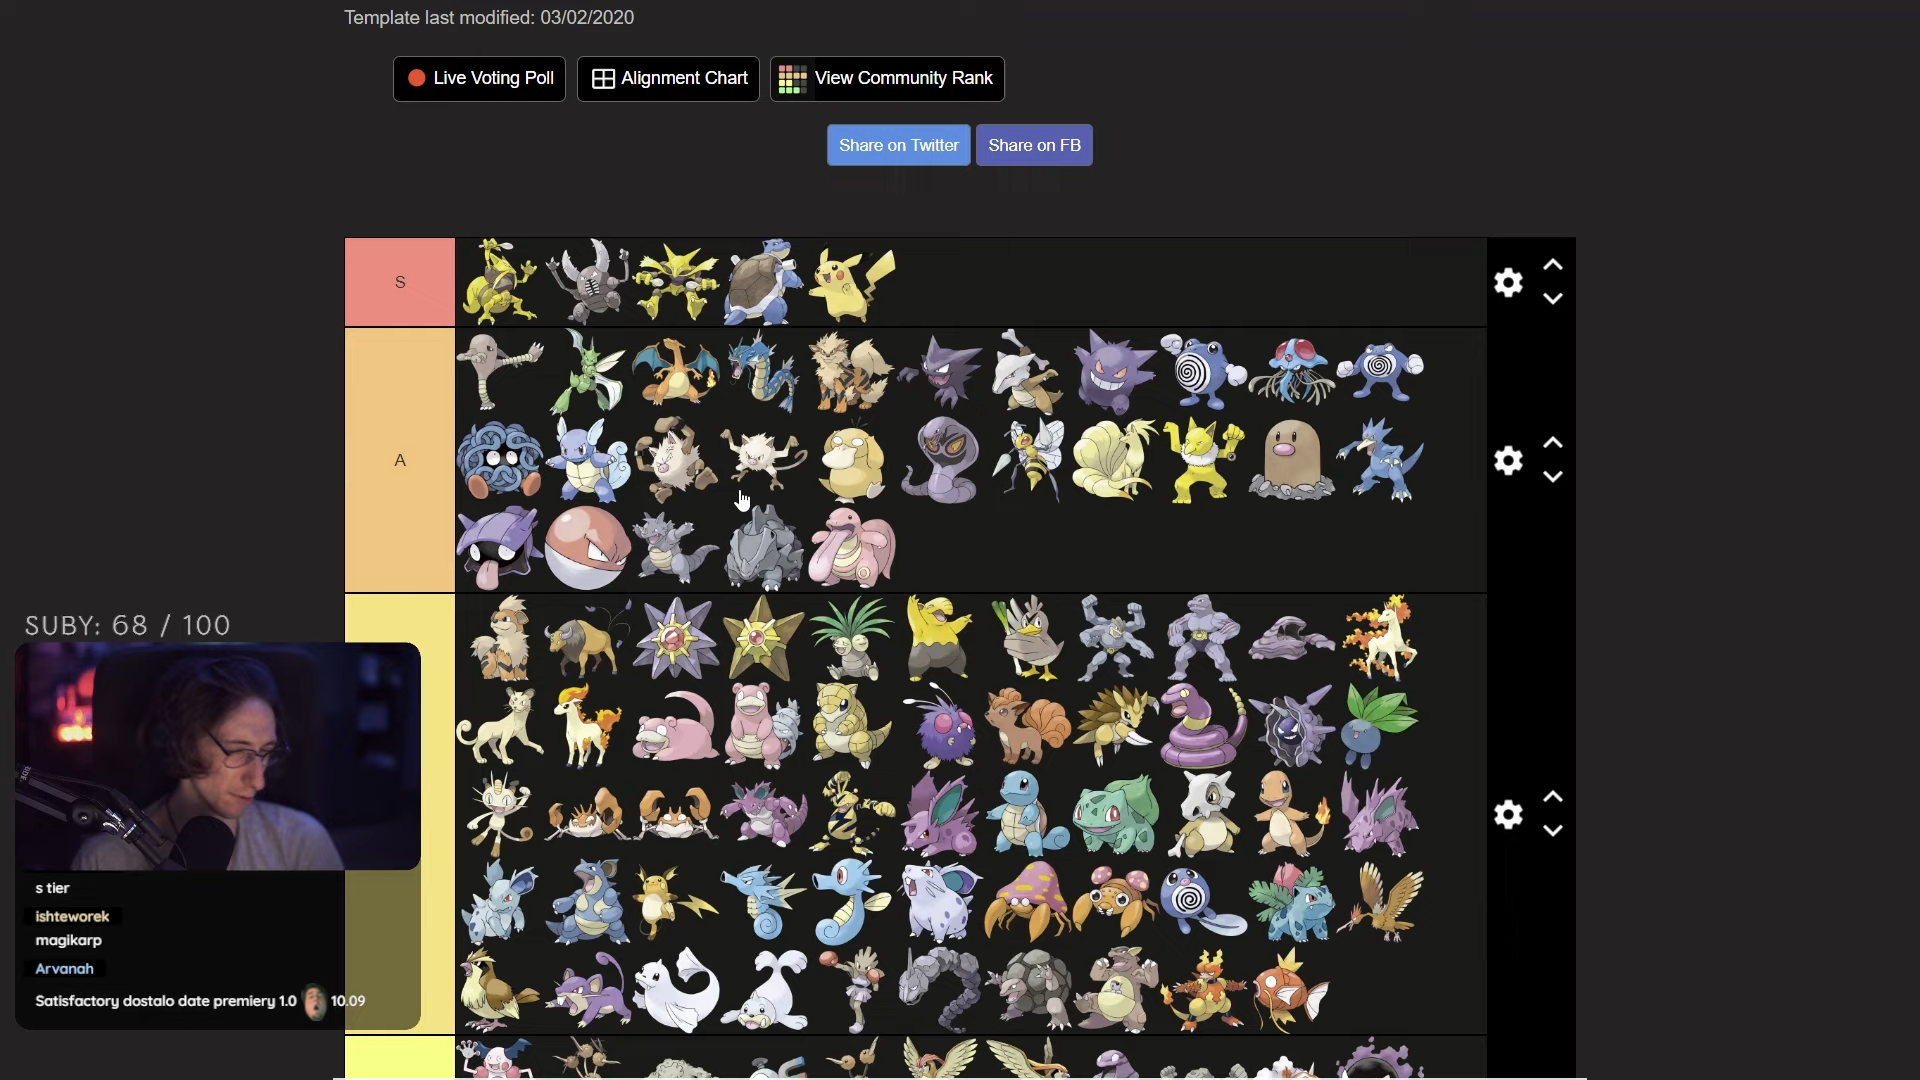 Template last modified: 03/02/2020
Live Voting Poll
Alignment Chart
View Community Rank
Share on Twitter
Share on FB
S
A
SUBY: 68 / 100
s tier
ishteworek
magikarp
Arvanah
Satisfactory dostalo date premiery 1.0 10.09